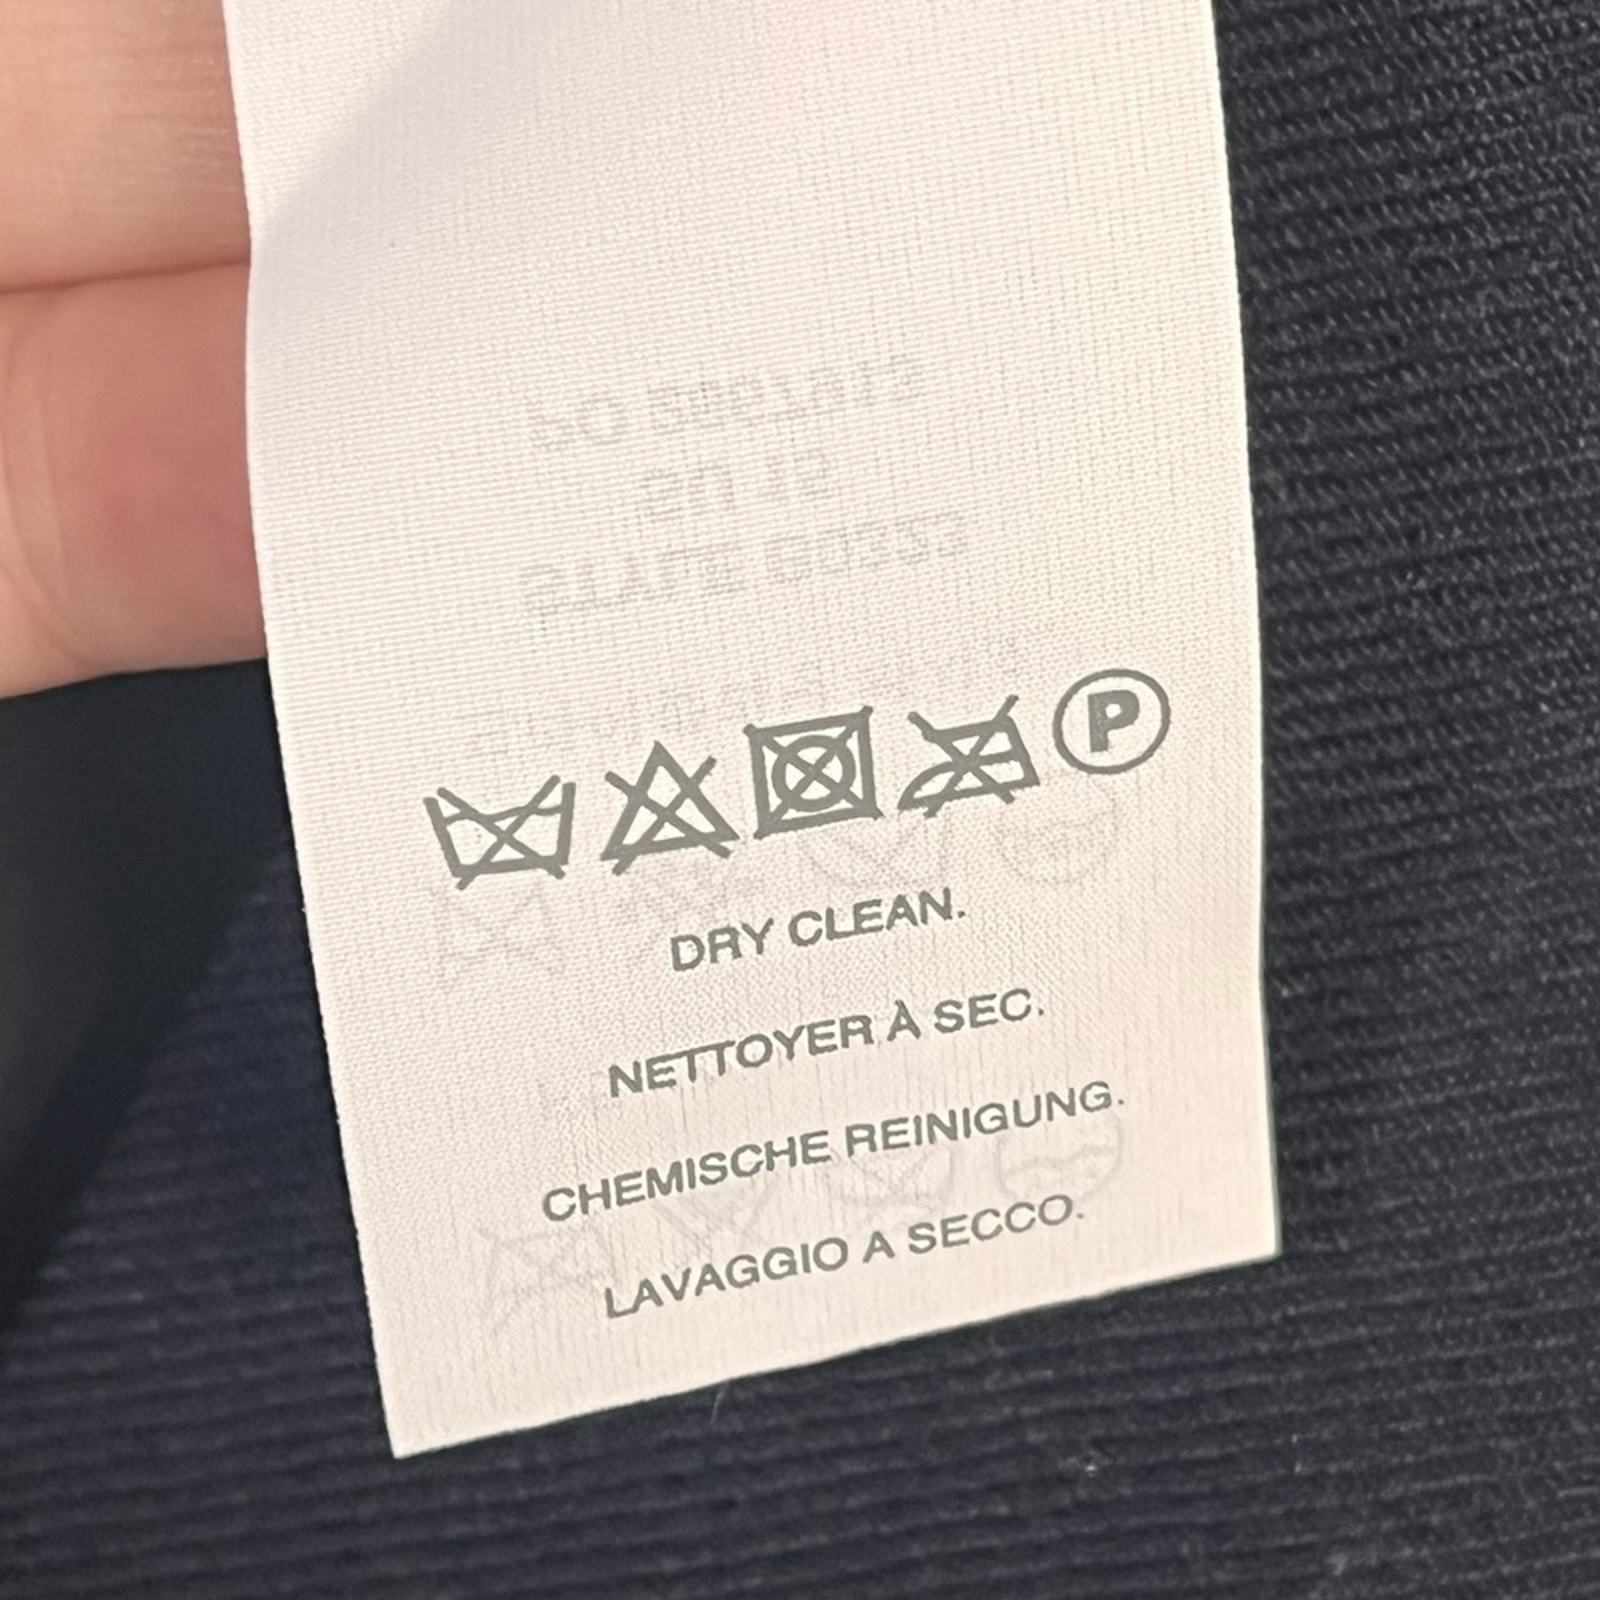 P
DRY CLEAN.
NETTOYER À SEC.
CHEMISCHE REINIGUNG.
LAVAGGIO A SECCO.